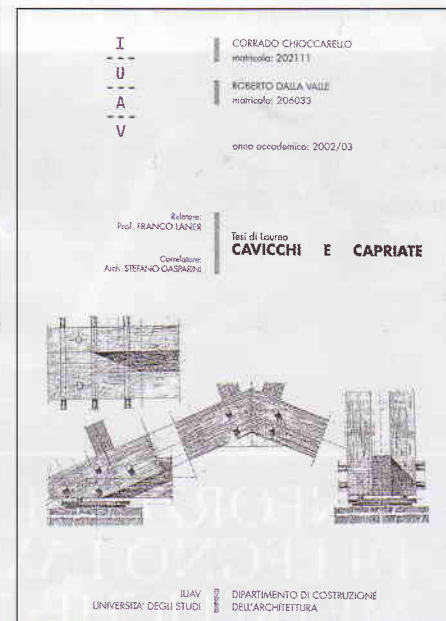 I
U
A
V
CORRADO CHIOCCARELLO
matricola: 202111
ROBERTO DALLA VALLE
matricola: 206033
anno accademico: 2002/03
Relatore:
Prof. FRANCO LANER
Correlatore:
Arch. STEFANO GASPARINI
Tesi di Laurea
CAVICCHI E CAPRIATE
IUAV
UNIVERSITA' DEGLI STUDI
DIPARTIMENTO DI COSTRUZIONE
DELL'ARCHITETTURA